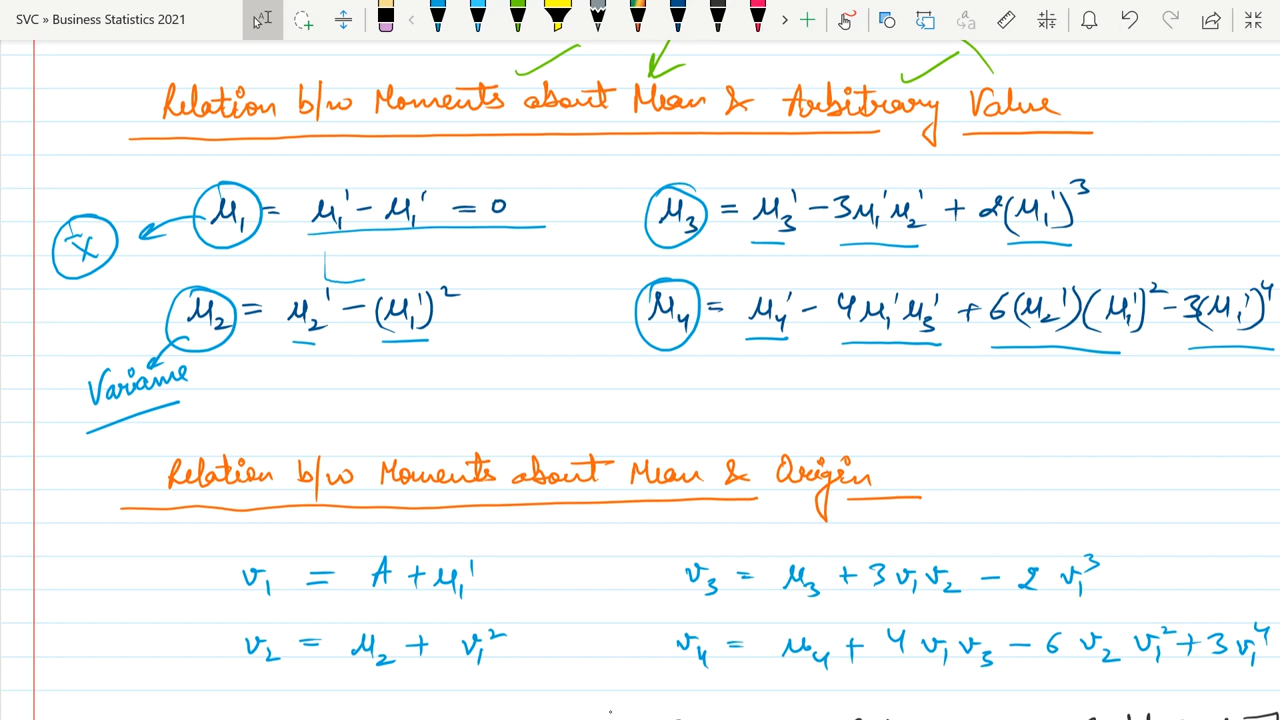 SVC » Business Statistics 2021
Relation b/w Moments about Mean & Arbitrary Value
μ₁ = μ₁' − μ₁' = 0
μ₃ = μ₃' − 3μ₁'μ₂' + 2(μ₁')³
x̄
μ₂ = μ₂' − (μ₁')²
μ₄ = μ₄' − 4μ₁'μ₃' + 6(μ₂')(μ₁')² − 3(μ₁')⁴
Variance
Relation b/w Moments about Mean & Origin
v₁ = A + μ₁'
v₃ = μ₃ + 3v₁v₂ − 2v₁³
v₂ = μ₂ + v₁²
v₄ = μ₄ + 4v₁v₃ − 6v₂v₁² + 3v₁⁴